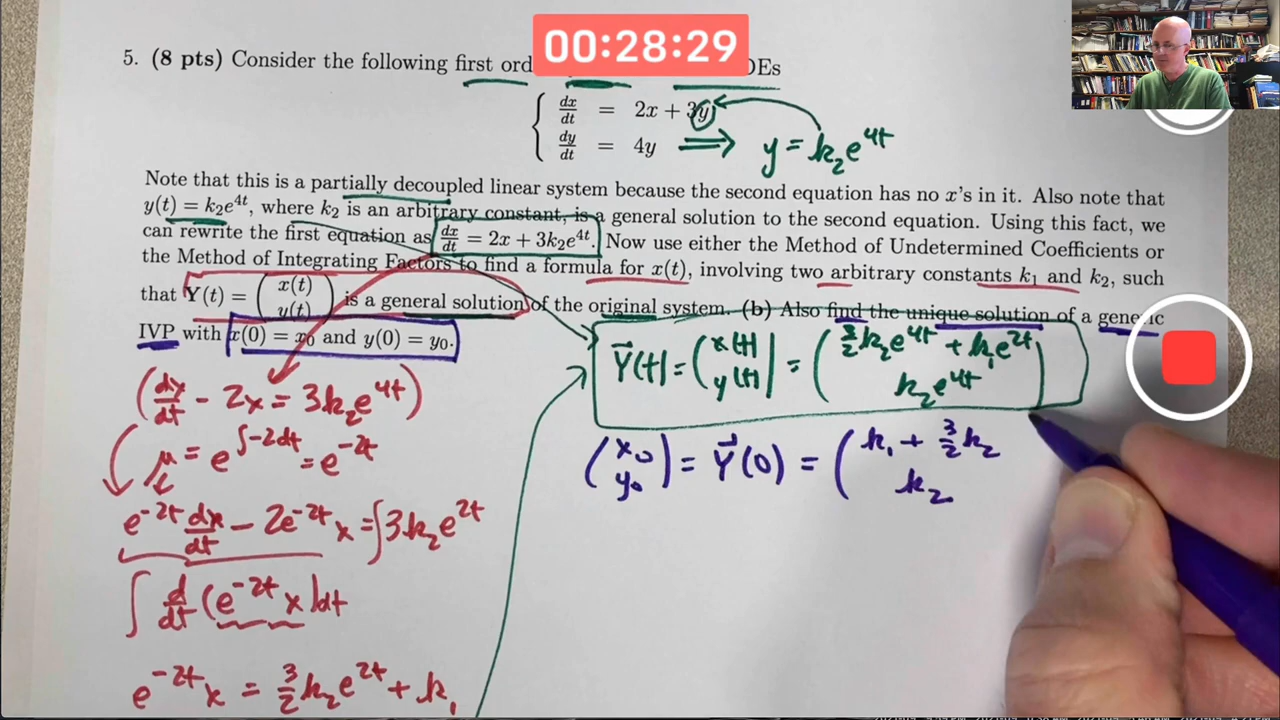 00:28:29
5. (8 pts) Consider the following first ord DEs
dx/dt = 2x + 3y
dy/dt = 4y ⟹ y = k₂e^{4t}
Note that this is a partially decoupled linear system because the second equation has no x's in it. Also note that
y(t) = k₂e^{4t}, where k₂ is an arbitrary constant, is a general solution to the second equation. Using this fact, we
can rewrite the first equation as dx/dt = 2x + 3k₂e^{4t}. Now use either the Method of Undetermined Coefficients or
the Method of Integrating Factors to find a formula for x(t), involving two arbitrary constants k₁ and k₂, such
that Y(t) = ( x(t) y(t) ) is a general solution of the original system. (b) Also find the unique solution of a generic
IVP with x(0) = x₀ and y(0) = y₀.
Y⃗(t) = ( x(t) y(t) ) = ( 3/2 k₂e^{4t} + k₁e^{2t} k₂e^{4t} )
( x₀ y₀ ) = Y⃗(0) = ( k₁ + 3/2 k₂ k₂
(dy/dt - 2x = 3k₂e^{4t})
μ = e^{∫-2dt} = e^{-2t}
e^{-2t} dx/dt - 2e^{-2t} x = ∫3k₂e^{2t}
∫ d/dt (e^{-2t} x) dt
e^{-2t} x = 3/2 k₂e^{2t} + k₁